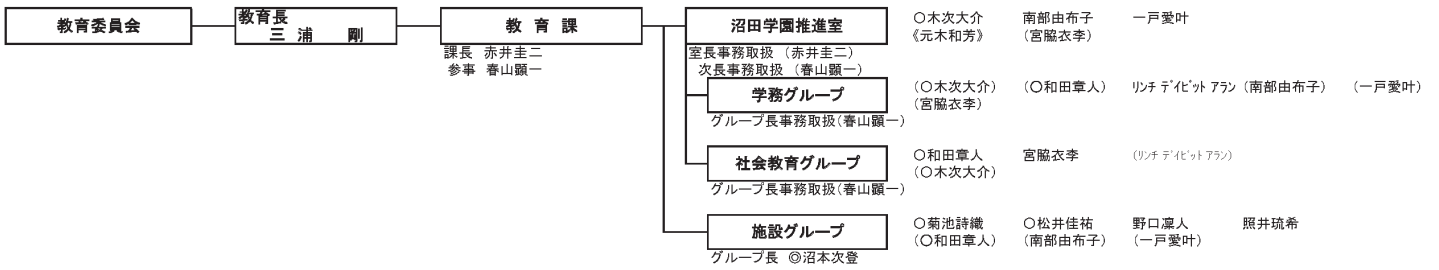 教育委員会
教育長
三 浦 剛
教 育 課
課長 赤井圭二
参事 春山顕一
沼田学園推進室
室長事務取扱 (赤井圭二)
次長事務取扱 (春山顕一)
〇木次大介 南部由布子 一戸愛叶
《元木和芳》 (宮脇衣李)
学務グループ
グループ長事務取扱(春山顕一)
(〇木次大介) (〇和田章人) リンチ デイビット アラン (南部由布子) (一戸愛叶)
(宮脇衣李)
社会教育グループ
グループ長事務取扱(春山顕一)
〇和田章人 宮脇衣李 (リンチ デイビット アラン)
(〇木次大介)
施設グループ
グループ長 ◎沼本次登
〇菊池詩織 〇松井佳祐 野口凜人 照井琉希
(〇和田章人) (南部由布子) (一戸愛叶)